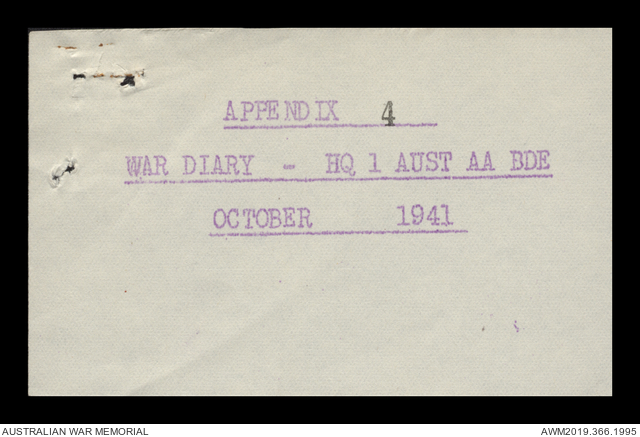 APPENDIX 4
WAR DIARY - HQ 1 AUST AA BDE
OCTOBER 1941
AUSTRALIAN WAR MEMORIAL AWM2019.366.1995